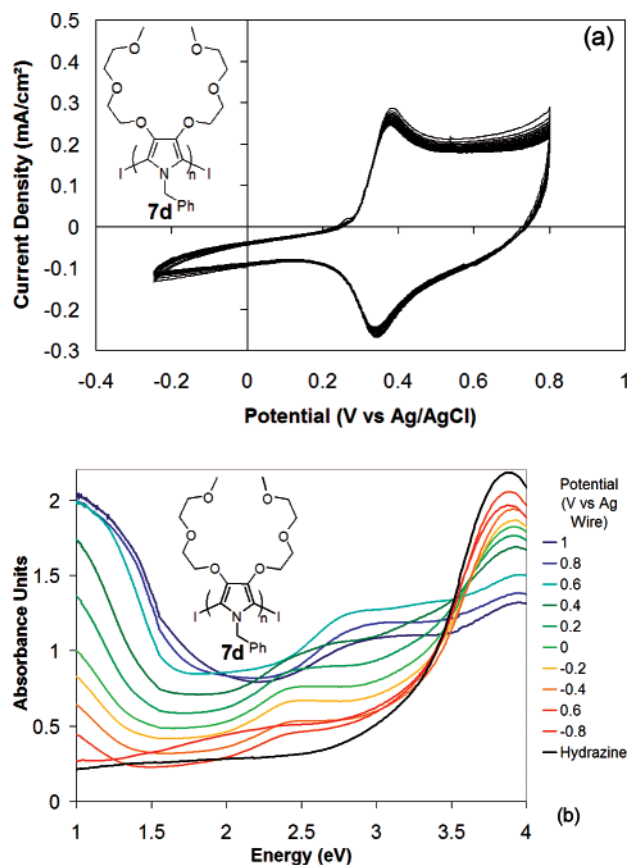 (a)
Current Density (mA/cm²)
0.5
0.4
0.3
0.2
0.1
0
-0.1
-0.2
-0.3
-0.4
-0.2
0
0.2
0.4
0.6
0.8
1
Potential (V vs Ag/AgCl)
O O
O O
O O
I ( N ) n I
Ph
7d
(b)
Absorbance Units
2
1.5
1
0.5
0
1
1.5
2
2.5
3
3.5
4
Energy (eV)
O O
O O
O O
I ( N ) n I
Ph
7d
Potential
(V vs Ag
Wire)
1
0.8
0.6
0.4
0.2
0
-0.2
-0.4
0.6
-0.8
Hydrazine